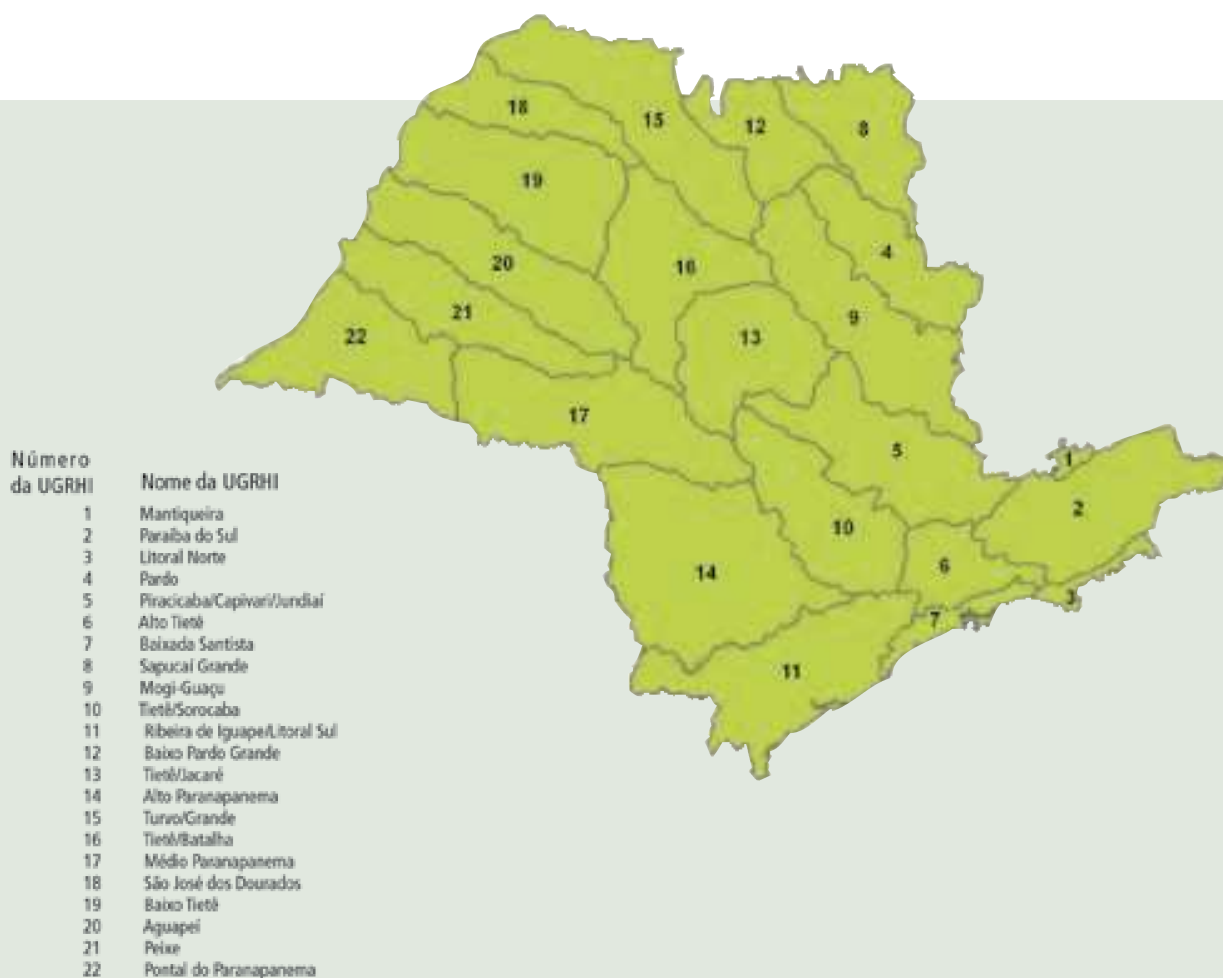 18
15
12
8
19
4
20
16
21
9
22
13
17
5
1
2
10
14
6
3
7
11
Número
da UGRHI Nome da UGRHI
1 Mantiqueira
2 Paraíba do Sul
3 Litoral Norte
4 Pardo
5 Piracicaba/Capivari/Jundiaí
6 Alto Tietê
7 Baixada Santista
8 Sapucaí Grande
9 Mogi-Guaçu
10 Tietê/Sorocaba
11 Ribeira de Iguape/Litoral Sul
12 Baixo Pardo Grande
13 Tietê/Jacaré
14 Alto Paranapanema
15 Turvo/Grande
16 Tietê/Batalha
17 Médio Paranapanema
18 São José dos Dourados
19 Baixo Tietê
20 Aguapeí
21 Peixe
22 Pontal do Paranapanema